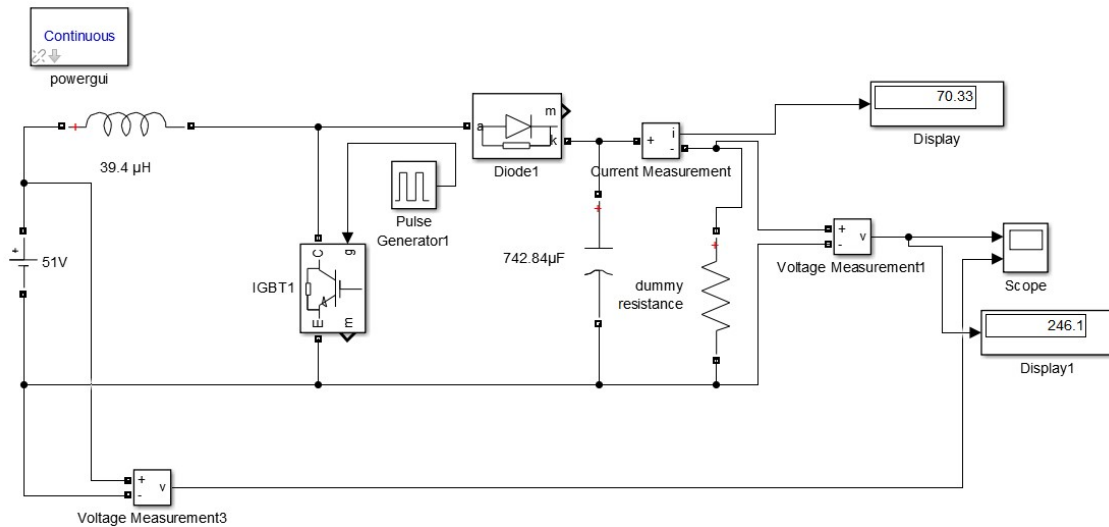 Continuous
powergui
39.4 µH
51V
a
m
k
Diode1
Pulse
Generator1
+
i
-
Current Measurement
70.33
Display
C
g
E
m
IGBT1
742.84µF
dummy
resistance
+
v
-
Voltage Measurement1
Scope
246.1
Display1
+
v
-
Voltage Measurement3